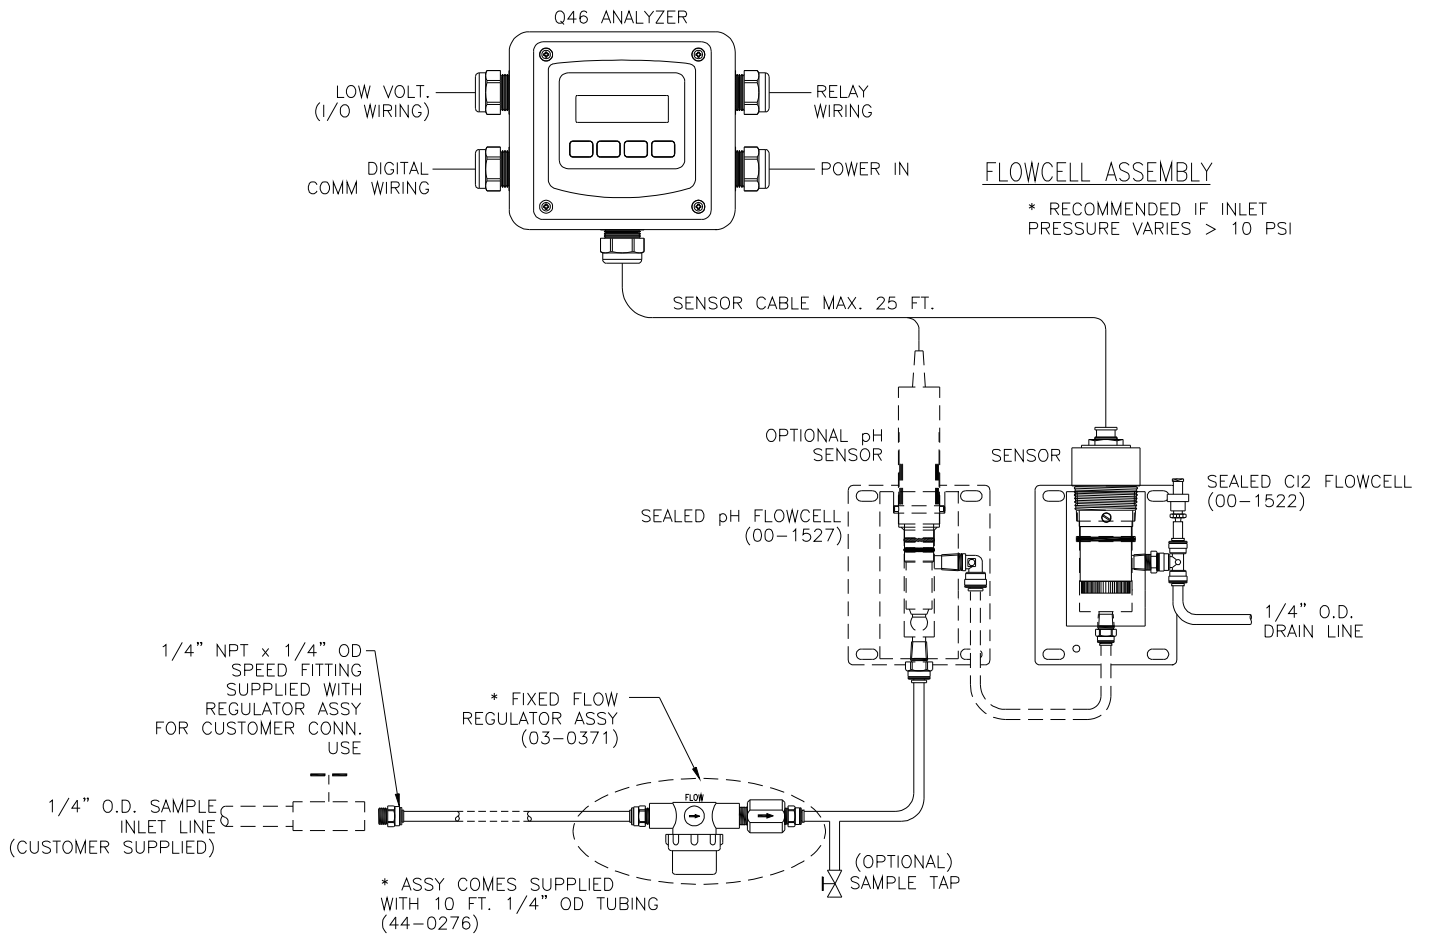 Q46 ANALYZER
LOW VOLT.
(I/O WIRING)
RELAY
WIRING
DIGITAL
COMM WIRING
POWER IN
FLOWCELL ASSEMBLY
* RECOMMENDED IF INLET
PRESSURE VARIES > 10 PSI
SENSOR CABLE MAX. 25 FT.
OPTIONAL pH
SENSOR
SENSOR
SEALED Cl2 FLOWCELL
(00-1522)
SEALED pH FLOWCELL
(00-1527)
1/4" O.D.
DRAIN LINE
1/4" NPT x 1/4" OD
SPEED FITTING
SUPPLIED WITH
REGULATOR ASSY
FOR CUSTOMER CONN.
USE
* FIXED FLOW
REGULATOR ASSY
(03-0371)
1/4" O.D. SAMPLE
INLET LINE
(CUSTOMER SUPPLIED)
FLOW
(OPTIONAL)
SAMPLE TAP
* ASSY COMES SUPPLIED
WITH 10 FT. 1/4" OD TUBING
(44-0276)